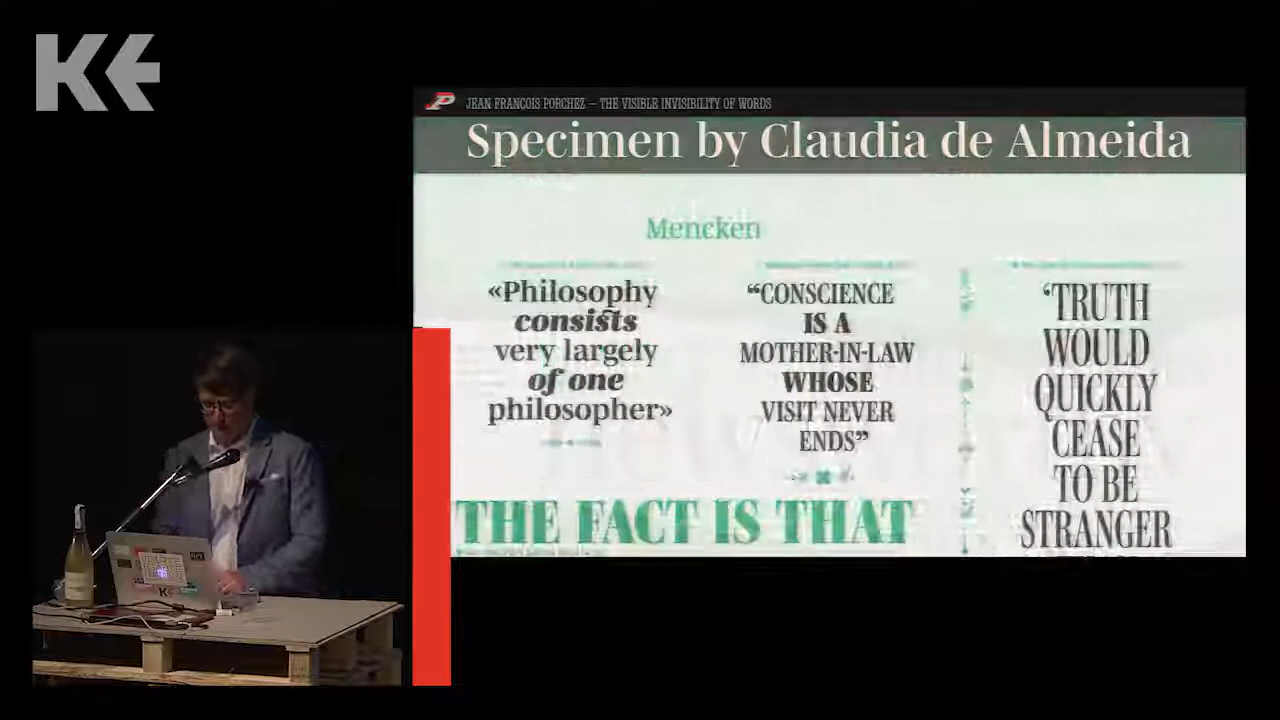 KE
JEAN FRANÇOIS PORCHEZ – THE VISIBLE INVISIBILITY OF WORDS
Specimen by Claudia de Almeida
Mencken
«Philosophy
consists
very largely
of one
philosopher»
“CONSCIENCE
IS A
MOTHER-IN-LAW
WHOSE
VISIT NEVER
ENDS”
‘TRUTH
WOULD
QUICKLY
CEASE
TO BE
STRANGER
THE FACT IS THAT
KE